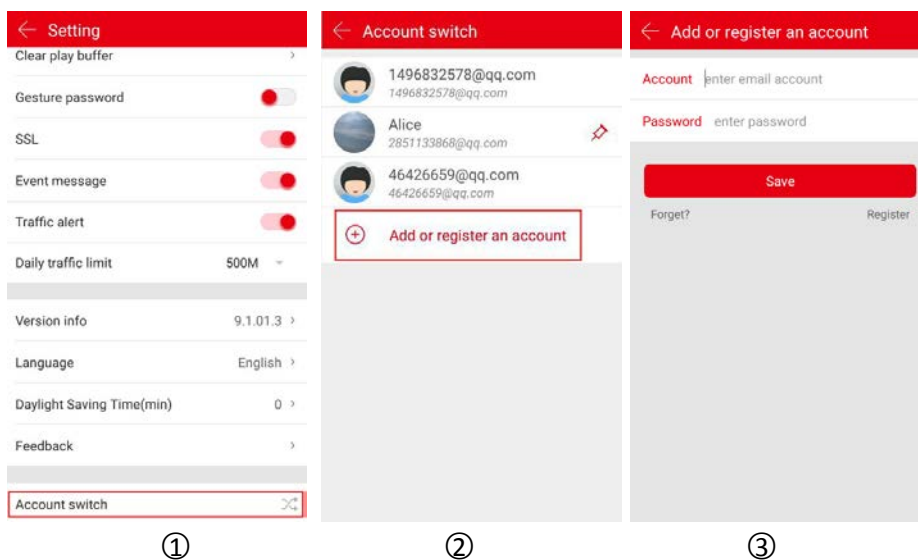 Setting
Clear play buffer
Gesture password
SSL
Event message
Traffic alert
Daily traffic limit 500M
Version info 9.1.01.3
Language English
Daylight Saving Time(min) 0
Feedback
Account switch
①
Account switch
1496832578@qq.com
1496832578@qq.com
Alice
2851133868@qq.com
46426659@qq.com
46426659@qq.com
Add or register an account
②
Add or register an account
Account enter email account
Password enter password
Save
Forget? Register
③